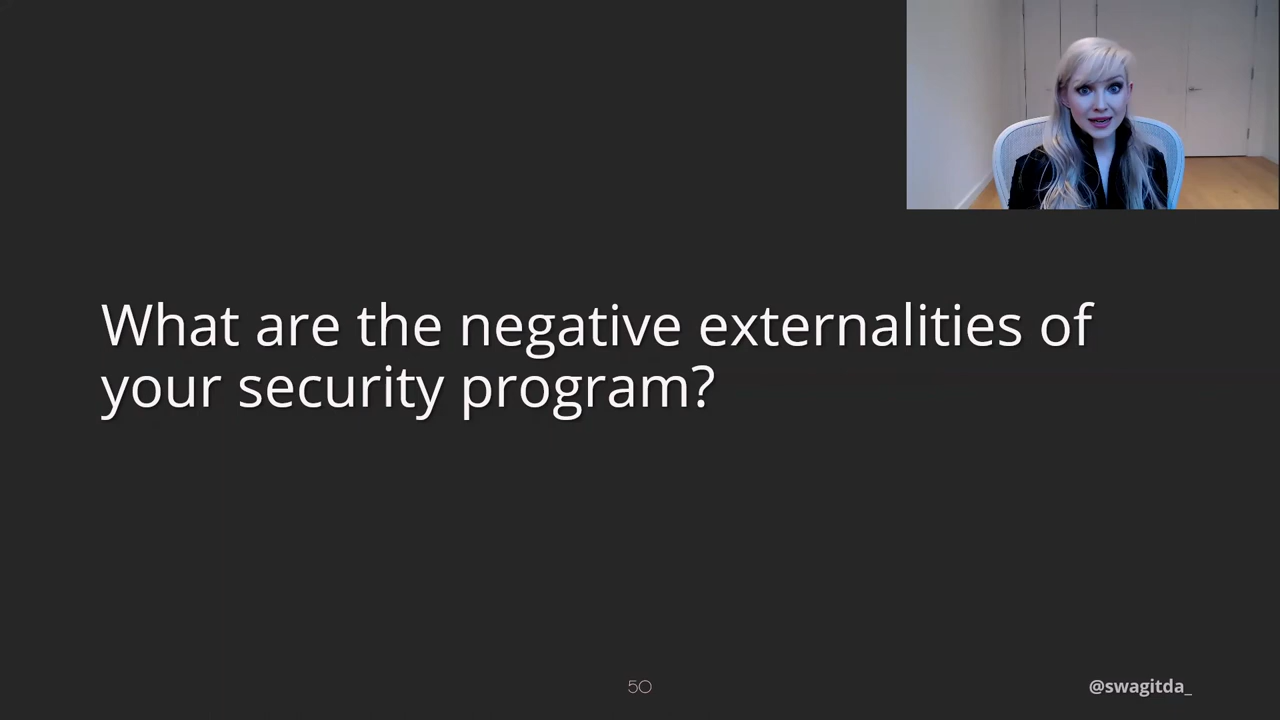 What are the negative externalities of
your security program?
50
@swagitda_